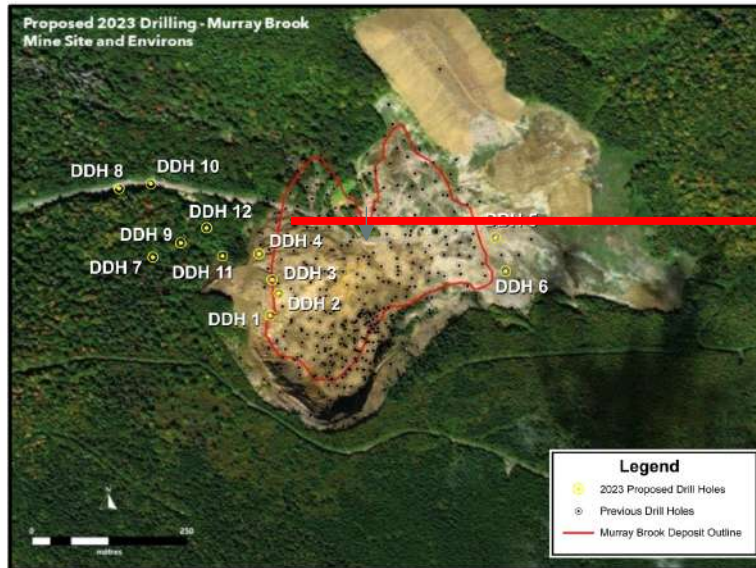 Proposed 2023 Drilling - Murray Brook
Mine Site and Environs
DDH 8
DDH 10
DDH 12
DDH 9
DDH 4
DDH 7
DDH 11
DDH 3
DDH 2
DDH 1
DDH 5
DDH 6
0
250
metres
Legend
2023 Proposed Drill Holes
Previous Drill Holes
Murray Brook Deposit Outline